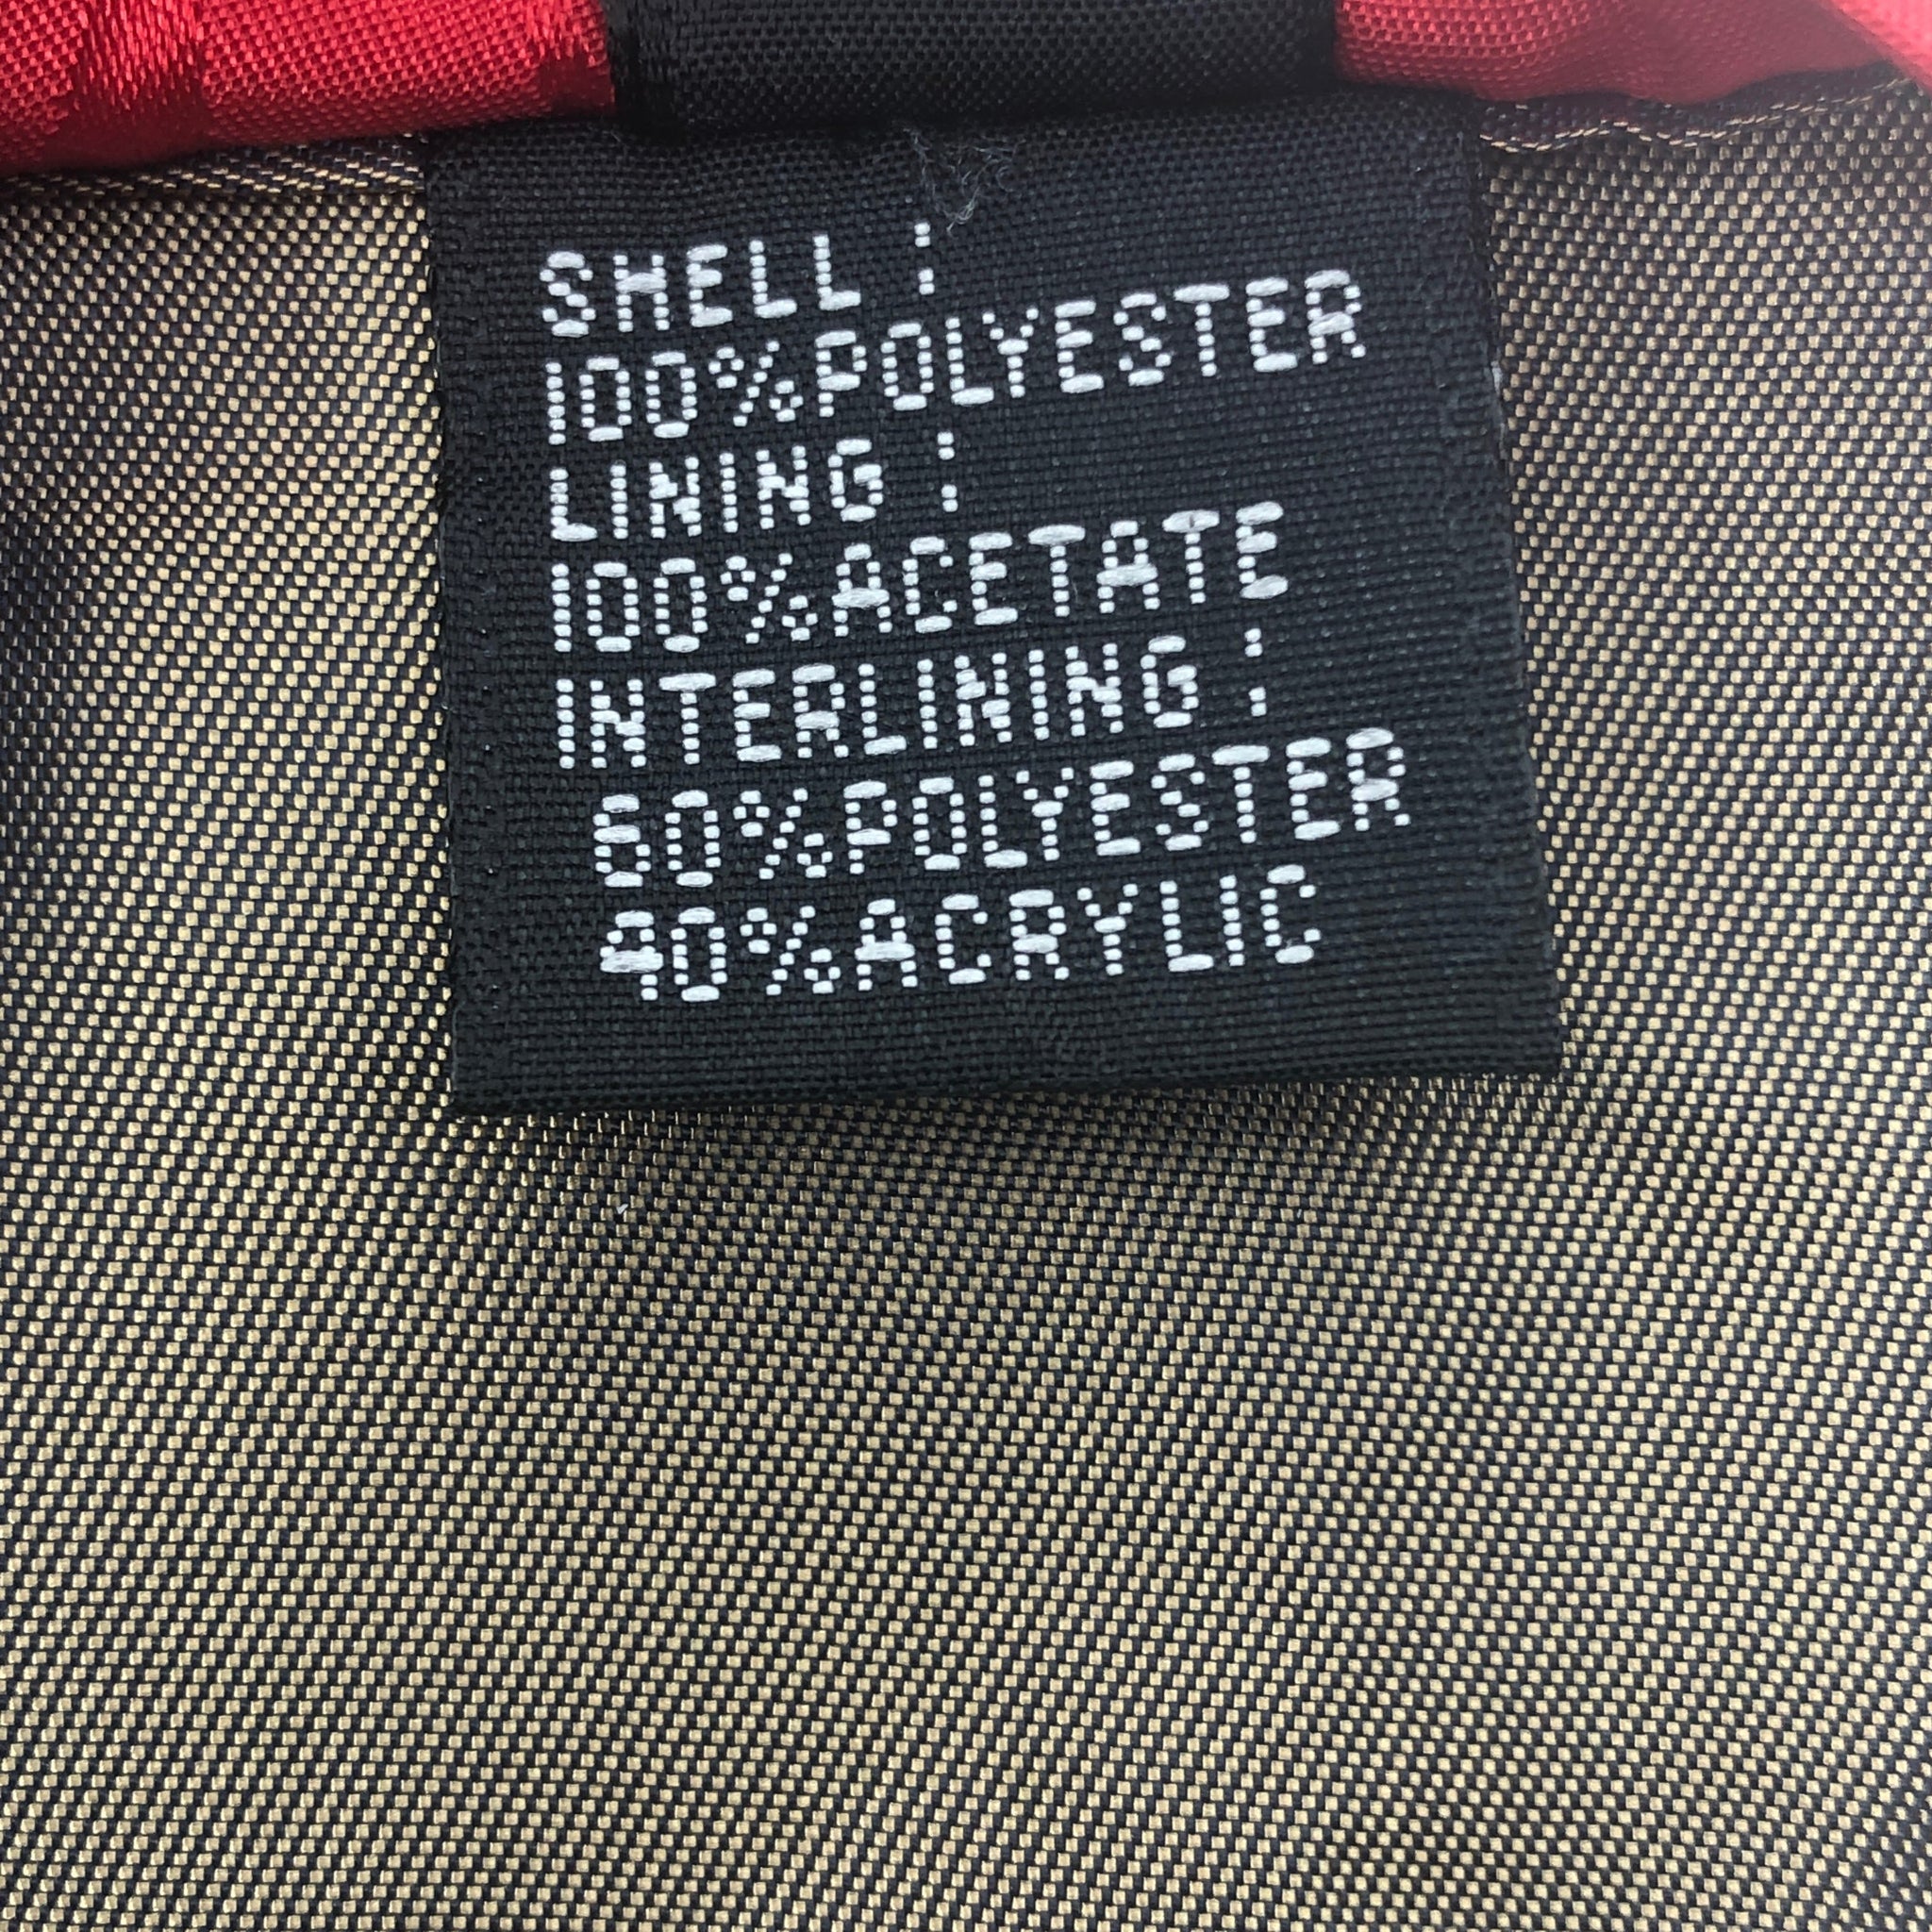 SHELL :
100%POLYESTER
LINING :
100%ACETATE
INTERLINING :
60%POLYESTER
40%ACRYLIC